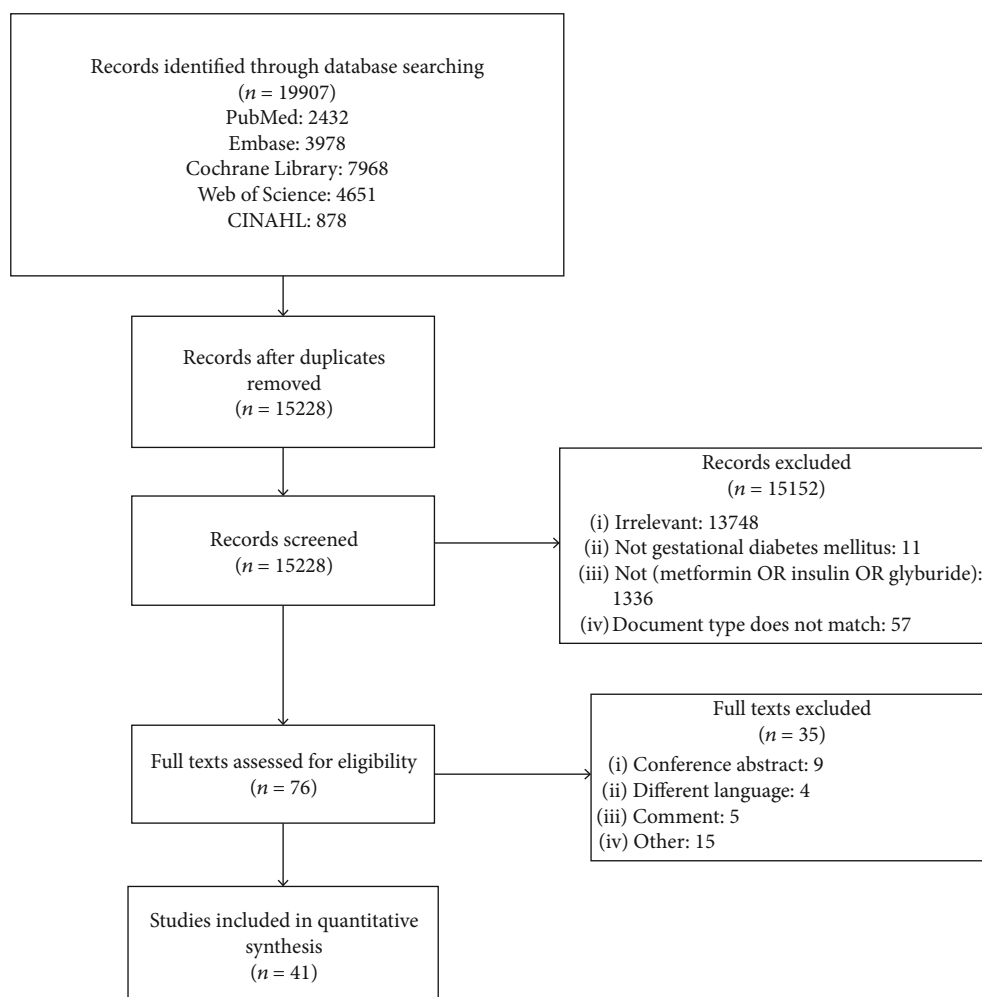 Records identified through database searching
(n = 19907)
PubMed: 2432
Embase: 3978
Cochrane Library: 7968
Web of Science: 4651
CINAHL: 878
Records after duplicates
removed
(n = 15228)
Records screened
(n = 15228)
Records excluded
(n = 15152)
(i) Irrelevant: 13748
(ii) Not gestational diabetes mellitus: 11
(iii) Not (metformin OR insulin OR glyburide):
1336
(iv) Document type does not match: 57
Full texts assessed for eligibility
(n = 76)
Full texts excluded
(n = 35)
(i) Conference abstract: 9
(ii) Different language: 4
(iii) Comment: 5
(iv) Other: 15
Studies included in quantitative
synthesis
(n = 41)